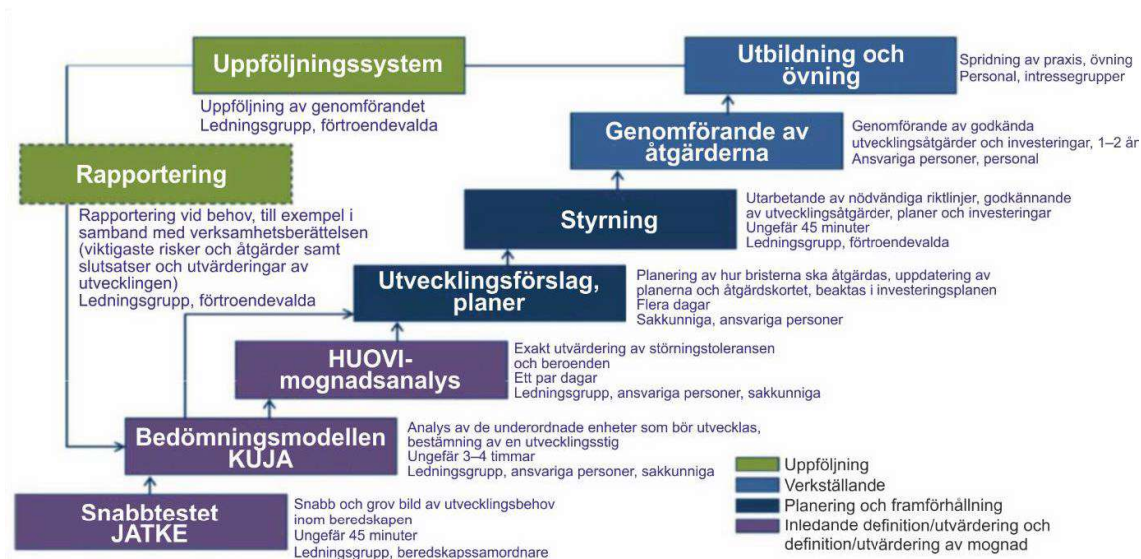 Uppföljningssystem
Uppföljning av genomförandet
Ledningsgrupp, förtroendevalda
Utbildning och
övning
Spridning av praxis, övning
Personal, intressegrupper
Genomförande av
åtgärderna
Genomförande av godkända
utvecklingsåtgärder och investeringar, 1–2 år
Ansvariga personer, personal
Rapportering
Rapportering vid behov, till exempel i
samband med verksamhetsberättelsen
(viktigaste risker och åtgärder samt
slutsatser och utvärderingar av
utvecklingen)
Ledningsgrupp, förtroendevalda
Styrning
Utarbetande av nödvändiga riktlinjer, godkännande
av utvecklingsåtgärder, planer och investeringar
Ungefär 45 minuter
Ledningsgrupp, förtroendevalda
Utvecklingsförslag,
planer
Planering av hur bristerna ska åtgärdas, uppdatering av
planerna och åtgärdskortet, beaktas i investeringsplanen
Flera dagar
Sakkunniga, ansvariga personer
HUOVI-
mognadsanalys
Exakt utvärdering av störningstoleransen
och beroenden
Ett par dagar
Ledningsgrupp, ansvariga personer, sakkunniga
Bedömningsmodellen
KUJA
Analys av de underordnade enheter som bör utvecklas,
bestämning av en utvecklingsstig
Ungefär 3–4 timmar
Ledningsgrupp, ansvariga personer, sakkunniga
Snabbtestet
JATKE
Snabb och grov bild av utvecklingsbehov
inom beredskapen
Ungefär 45 minuter
Ledningsgrupp, beredskapssamordnare
Uppföljning
Verkställande
Planering och framförhållning
Inledande definition/utvärdering och
definition/utvärdering av mognad